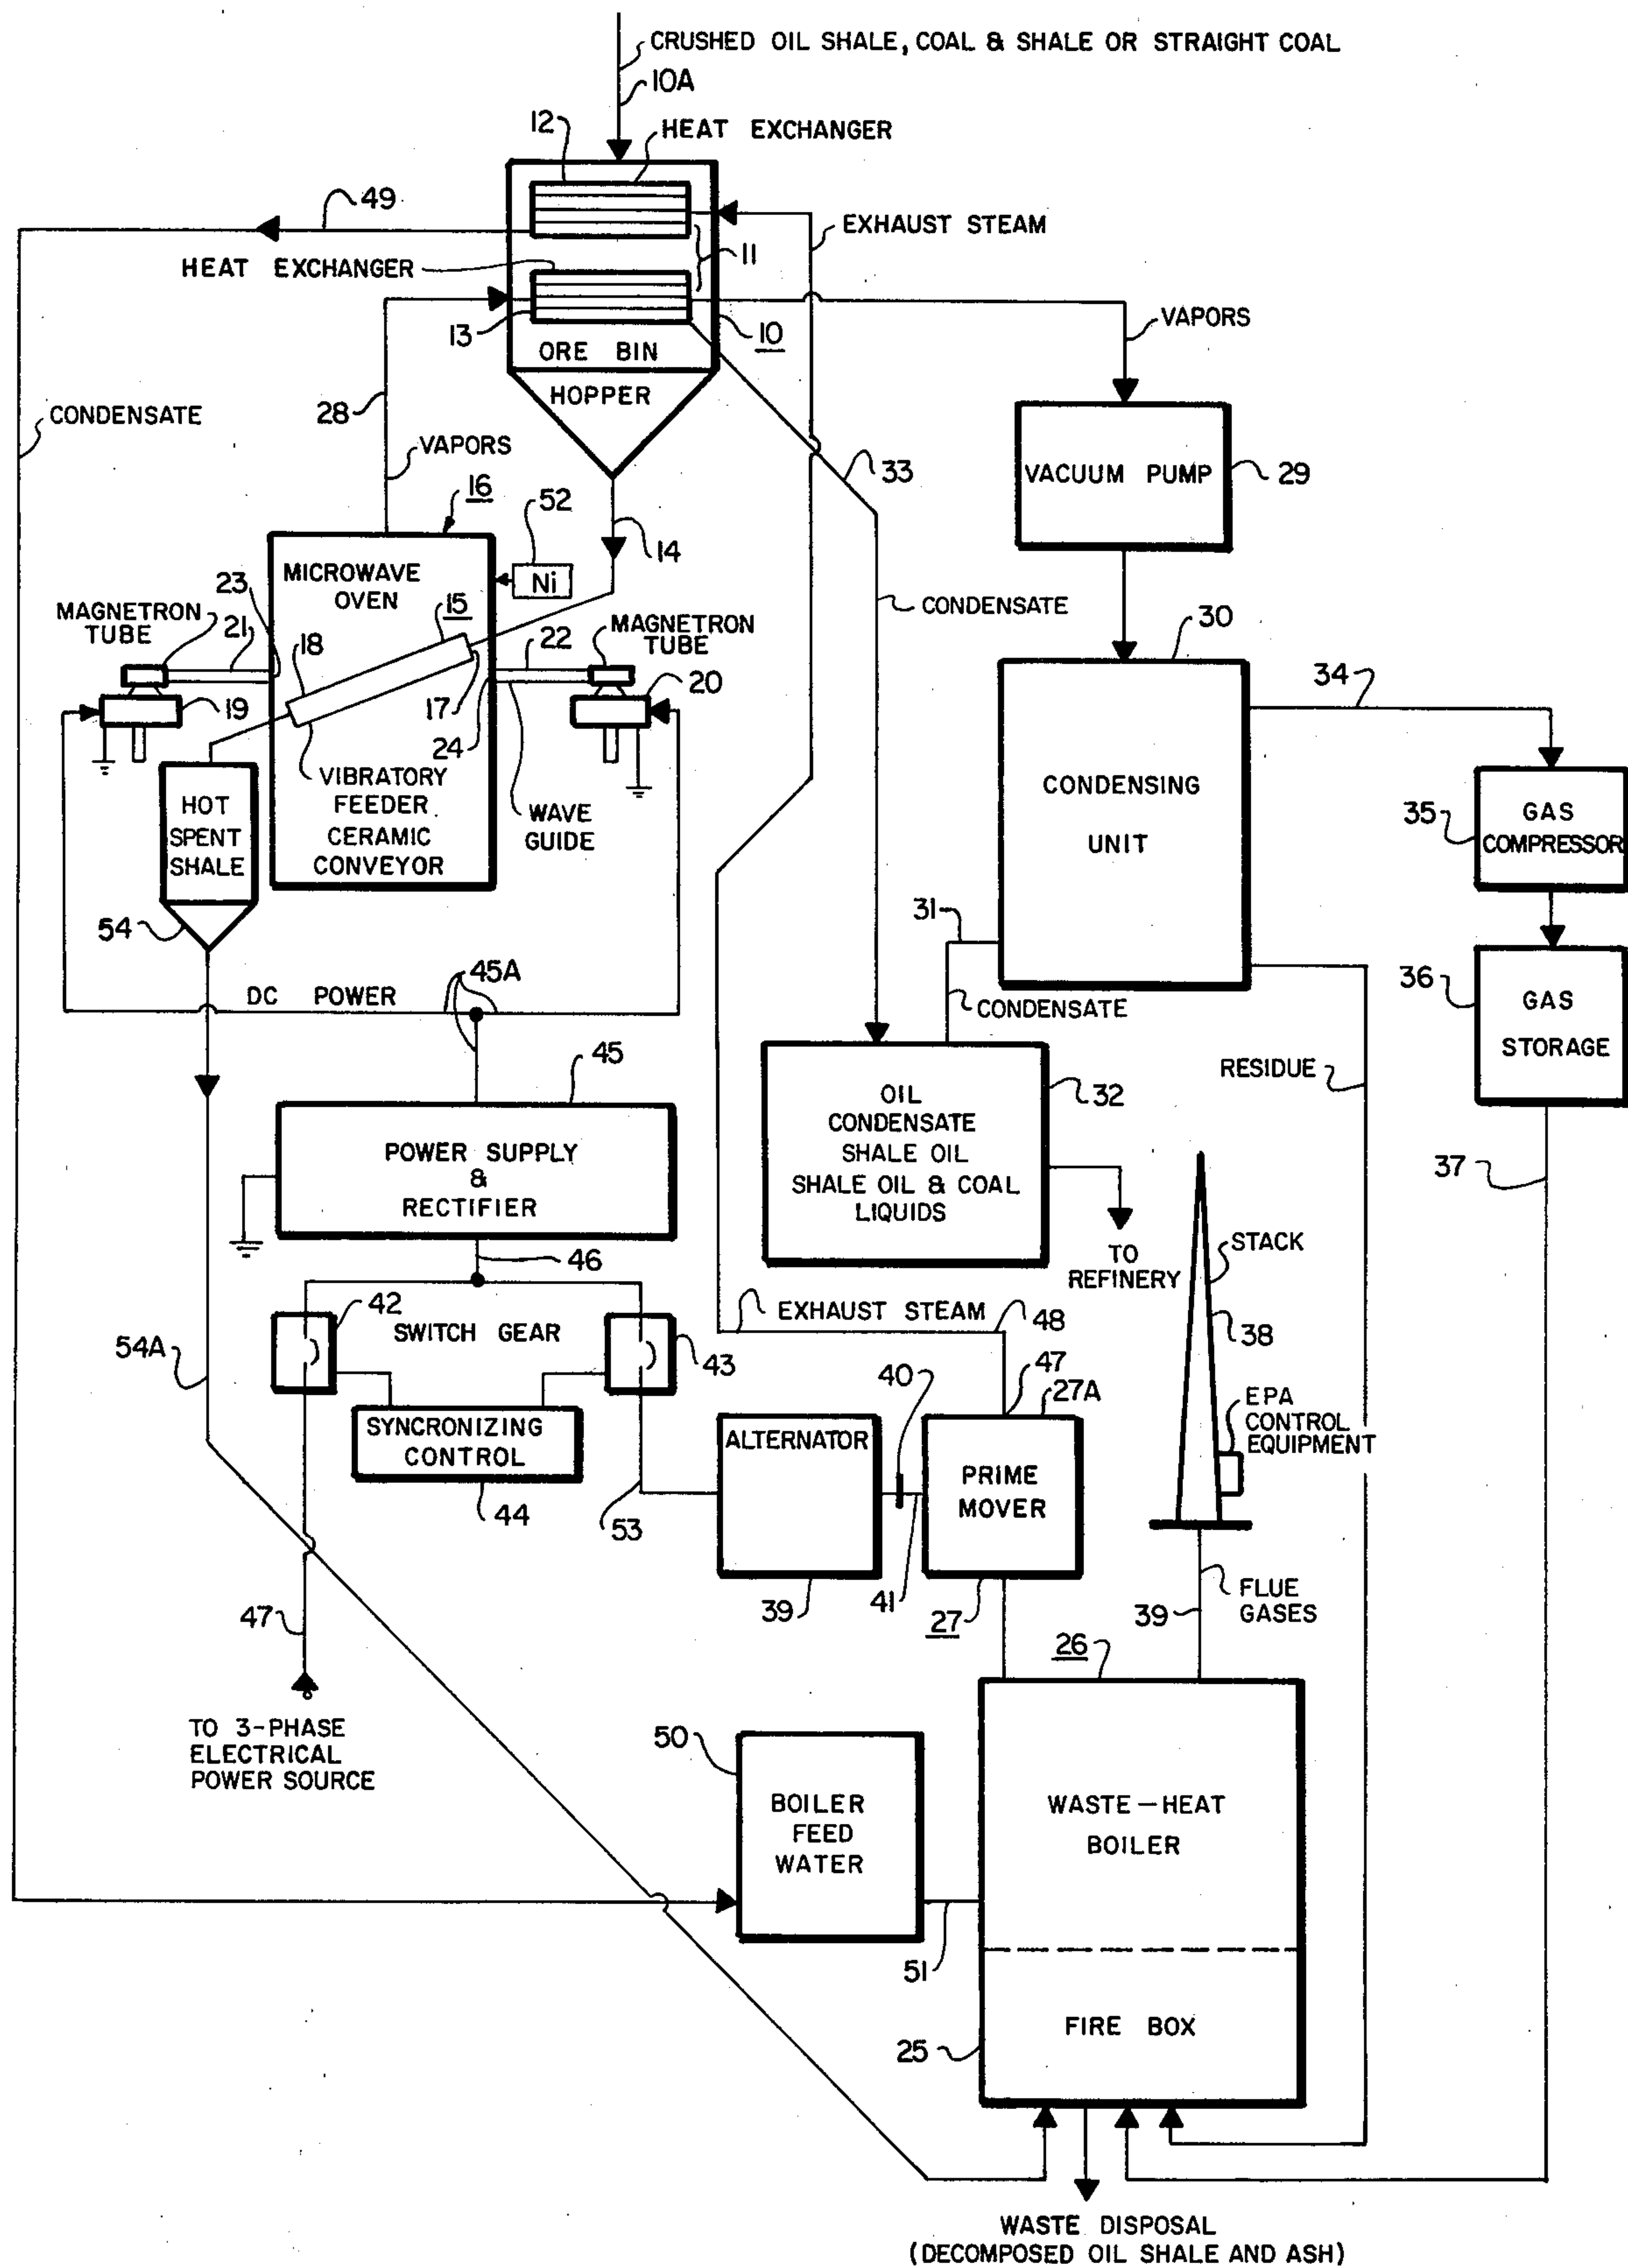 CRUSHED OIL SHALE, COAL & SHALE OR STRAIGHT COAL
10A
12
HEAT EXCHANGER
49
EXHAUST STEAM
11
HEAT EXCHANGER
13
10
ORE BIN
HOPPER
VAPORS
28
CONDENSATE
VAPORS
33
VACUUM PUMP
29
16
52
14
Ni
MICROWAVE
OVEN
23
MAGNETRON
TUBE
21
15
18
22
MAGNETRON
TUBE
CONDENSATE
30
34
19
17
20
24
VIBRATORY
FEEDER
CERAMIC
CONVEYOR
WAVE
GUIDE
HOT
SPENT
SHALE
54
CONDENSING
UNIT
35
GAS
COMPRESSOR
31
45A
DC POWER
CONDENSATE
36
GAS
STORAGE
45
RESIDUE
32
OIL
CONDENSATE
SHALE OIL
SHALE OIL & COAL
LIQUIDS
POWER SUPPLY
&
RECTIFIER
37
46
TO
REFINERY
STACK
42
SWITCH GEAR
43
EXHAUST STEAM
48
38
54A
47
27A
40
EPA
CONTROL
EQUIPMENT
SYNCRONIZING
CONTROL
44
53
ALTERNATOR
PRIME
MOVER
39
41
27
39
FLUE
GASES
47
26
TO 3-PHASE
ELECTRICAL
POWER SOURCE
50
BOILER
FEED
WATER
WASTE-HEAT
BOILER
51
25
FIRE BOX
WASTE DISPOSAL
(DECOMPOSED OIL SHALE AND ASH)